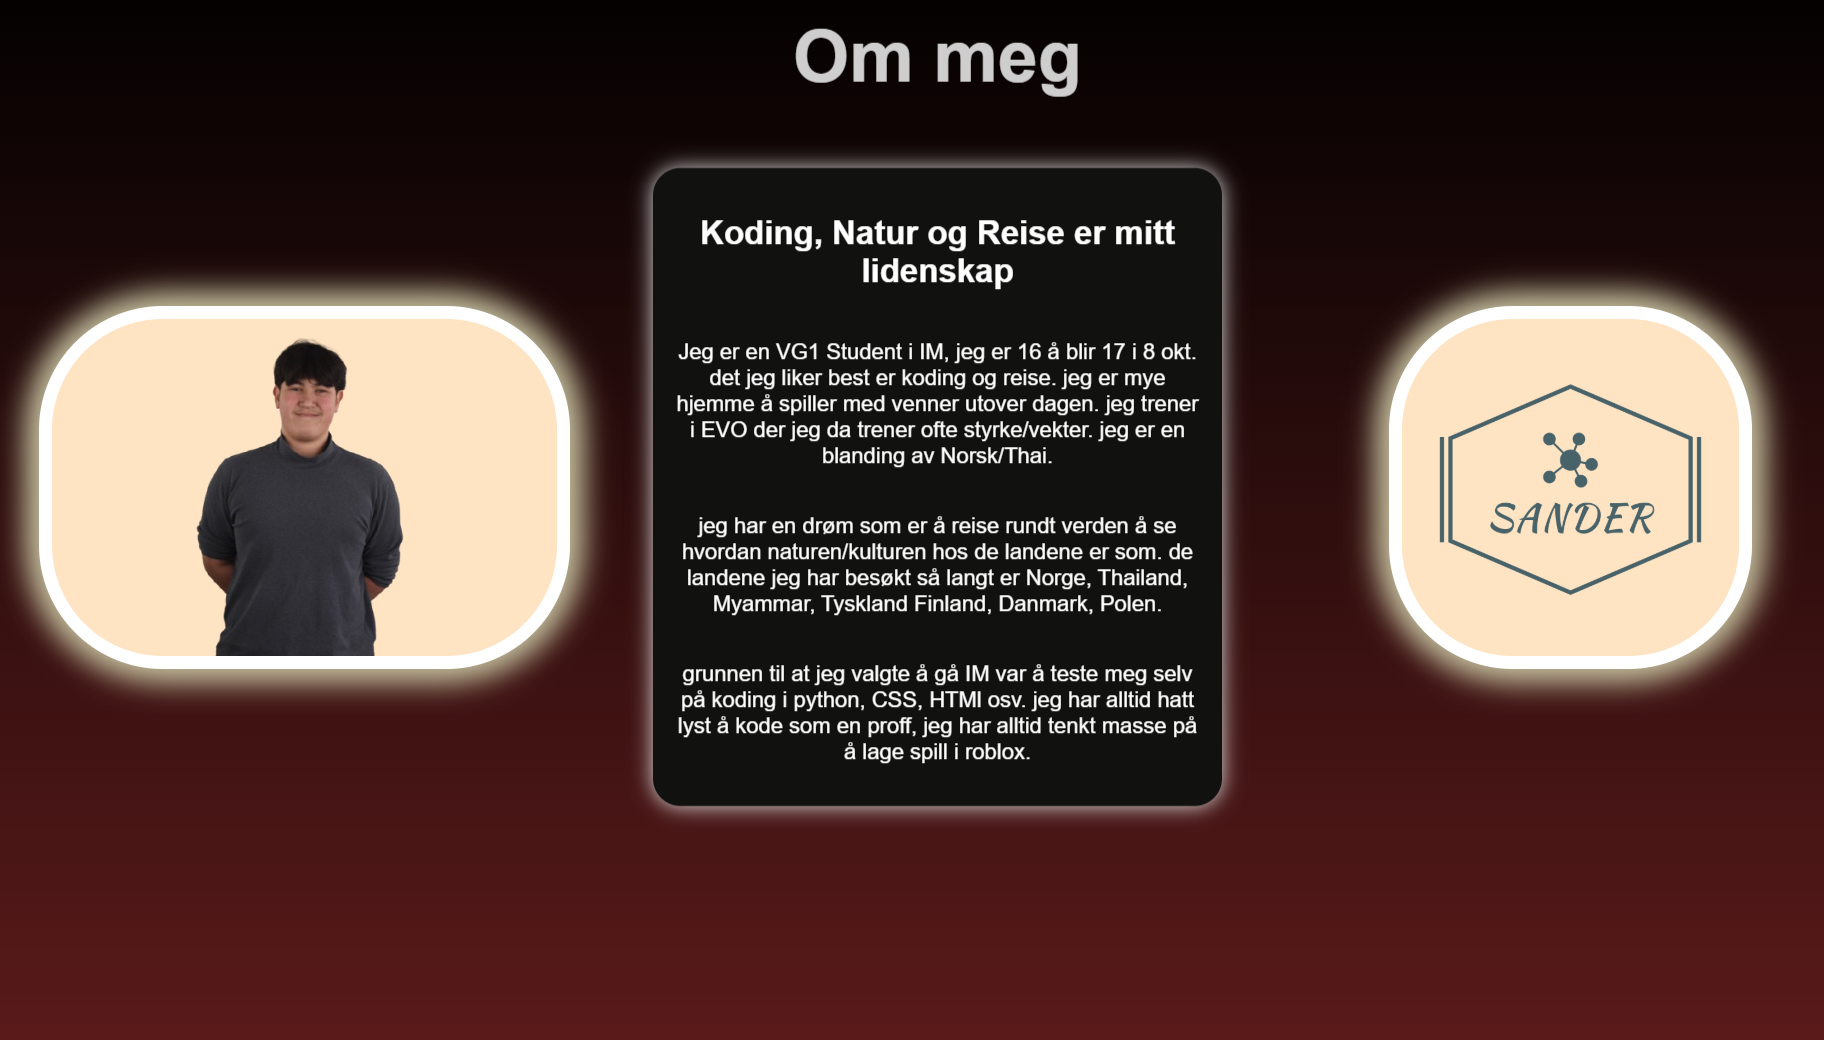 Om meg
Koding, Natur og Reise er mitt
lidenskap
Jeg er en VG1 Student i IM, jeg er 16 å blir 17 i 8 okt.
det jeg liker best er koding og reise. jeg er mye
hjemme å spiller med venner utover dagen. jeg trener
i EVO der jeg da trener ofte styrke/vekter. jeg er en
blanding av Norsk/Thai.
jeg har en drøm som er å reise rundt verden å se
hvordan naturen/kulturen hos de landene er som. de
landene jeg har besøkt så langt er Norge, Thailand,
Myammar, Tyskland Finland, Danmark, Polen.
grunnen til at jeg valgte å gå IM var å teste meg selv
på koding i python, CSS, HTMl osv. jeg har alltid hatt
lyst å kode som en proff, jeg har alltid tenkt masse på
å lage spill i roblox.
SANDER